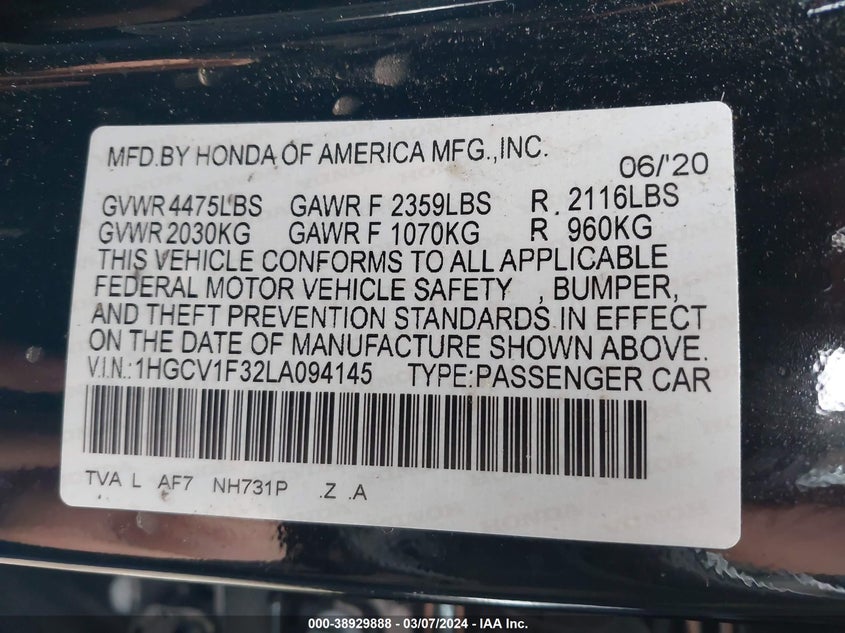 MFD.BY HONDA OF AMERICA MFG.,INC. 06/'20
GVWR 4475LBS GAWR F 2359LBS R. 2116LBS
GVWR 2030KG GAWR F 1070KG R 960KG
THIS VEHICLE CONFORMS TO ALL APPLICABLE
FEDERAL MOTOR VEHICLE SAFETY , BUMPER,
AND THEFT PREVENTION STANDARDS IN EFFECT
ON THE DATE OF MANUFACTURE SHOWN ABOVE.
V.I.N.:1HGCV1F32LA094145 TYPE:PASSENGER CAR
TVA L AF7 NH731P .Z .A
000-38929888 — 03/07/2024 — IAA Inc.